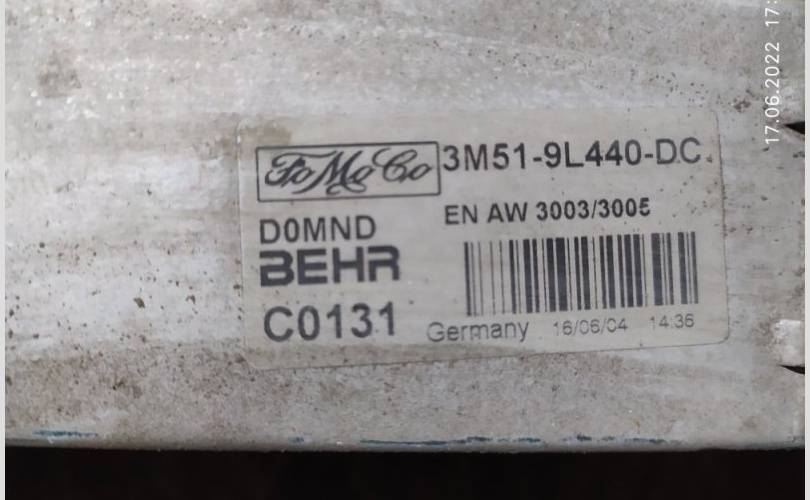 FoMoCo 3M51-9L440-DC
D0MND EN AW 3003/3005
BEHR
C0131 Germany 16/06/04 14:36
17.06.2022 17: